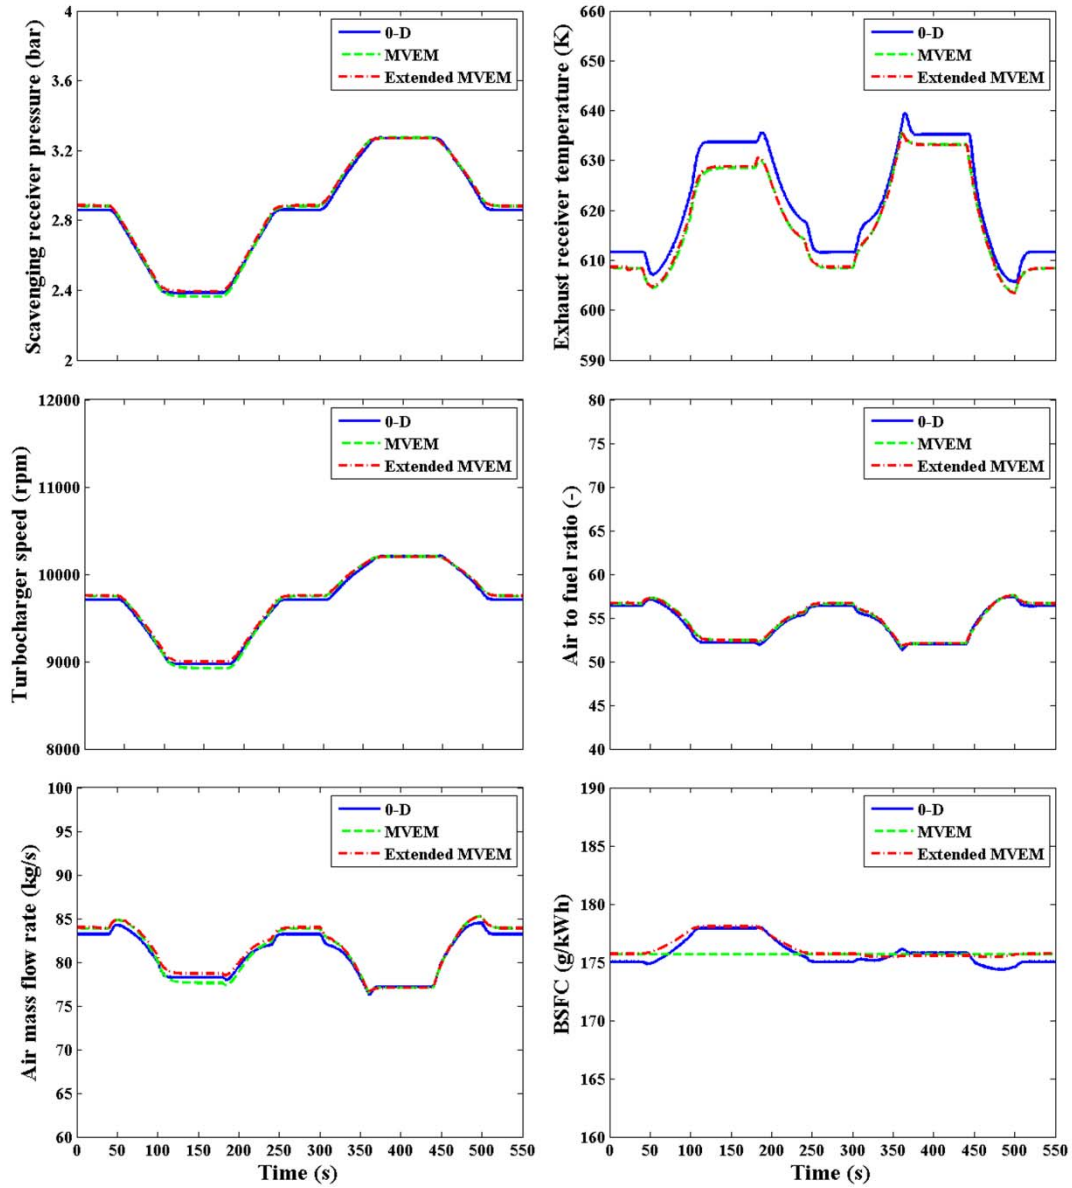 Scavenging receiver pressure (bar)
4
3.6
3.2
2.8
2.4
2
0-D
MVEM
Extended MVEM
Exhaust receiver temperature (K)
660
650
640
630
620
610
600
590
0-D
MVEM
Extended MVEM
Turbocharger speed (rpm)
12000
11000
10000
9000
8000
0-D
MVEM
Extended MVEM
Air to fuel ratio (-)
80
75
70
65
60
55
50
45
40
0-D
MVEM
Extended MVEM
Air mass flow rate (kg/s)
100
95
90
85
80
75
70
65
60
0-D
MVEM
Extended MVEM
0 50 100 150 200 250 300 350 400 450 500 550
Time (s)
BSFC (g/kWh)
190
185
180
175
170
165
160
0-D
MVEM
Extended MVEM
0 50 100 150 200 250 300 350 400 450 500 550
Time (s)